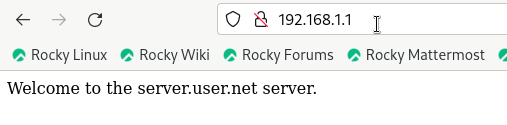 192.168.1.1
Rocky Linux Rocky Wiki Rocky Forums Rocky Mattermost
Welcome to the server.user.net server.